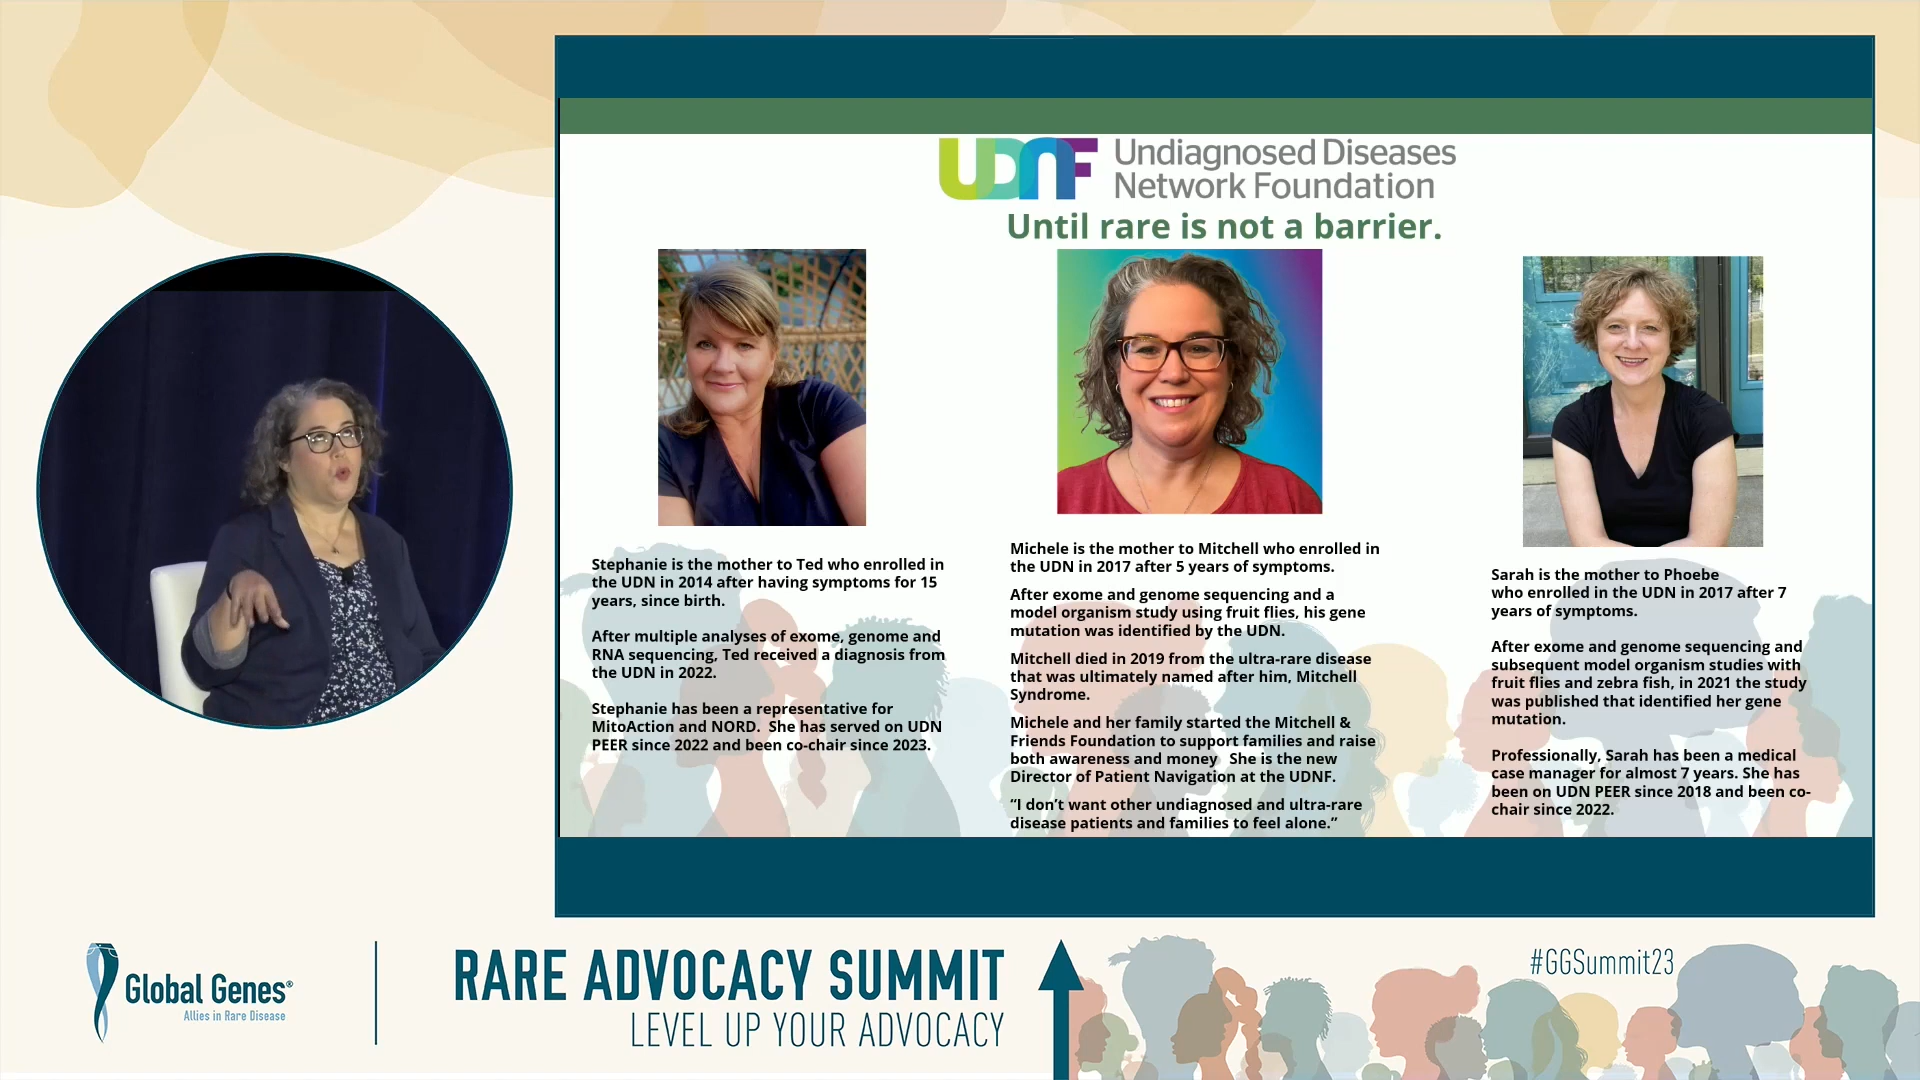 UDNF Undiagnosed Diseases
Network Foundation
Until rare is not a barrier.
Stephanie is the mother to Ted who enrolled in
the UDN in 2014 after having symptoms for 15
years, since birth.
After multiple analyses of exome, genome and
RNA sequencing, Ted received a diagnosis from
the UDN in 2022.
Stephanie has been a representative for
MitoAction and NORD.  She has served on UDN
PEER since 2022 and been co-chair since 2023.
Michele is the mother to Mitchell who enrolled in
the UDN in 2017 after 5 years of symptoms.
After exome and genome sequencing and a
model organism study using fruit flies, his gene
mutation was identified by the UDN.
Mitchell died in 2019 from the ultra-rare disease
that was ultimately named after him, Mitchell
Syndrome.
Michele and her family started the Mitchell &
Friends Foundation to support families and raise
both awareness and money   She is the new
Director of Patient Navigation at the UDNF.
“I don’t want other undiagnosed and ultra-rare
disease patients and families to feel alone.”
Sarah is the mother to Phoebe
who enrolled in the UDN in 2017 after 7
years of symptoms.
After exome and genome sequencing and
subsequent model organism studies with
fruit flies and zebra fish, in 2021 the study
was published that identified her gene
mutation.
Professionally, Sarah has been a medical
case manager for almost 7 years. She has
been on UDN PEER since 2018 and been co-
chair since 2022.
Global Genes®
Allies in Rare Disease
RARE ADVOCACY SUMMIT
LEVEL UP YOUR ADVOCACY
#GGSummit23